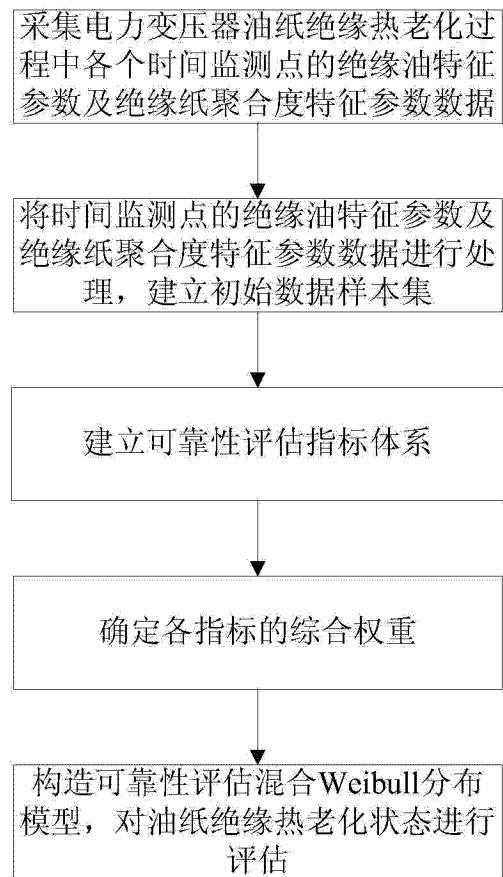 采集电力变压器油纸绝缘热老化过
程中各个时间监测点的绝缘油特征
参数及绝缘纸聚合度特征参数数据
将时间监测点的绝缘油特征参数及
绝缘纸聚合度特征参数数据进行处
理，建立初始数据样本集
建立可靠性评估指标体系
确定各指标的综合权重
构造可靠性评估混合Weibull分布
模型，对油纸绝缘热老化状态进行
评估